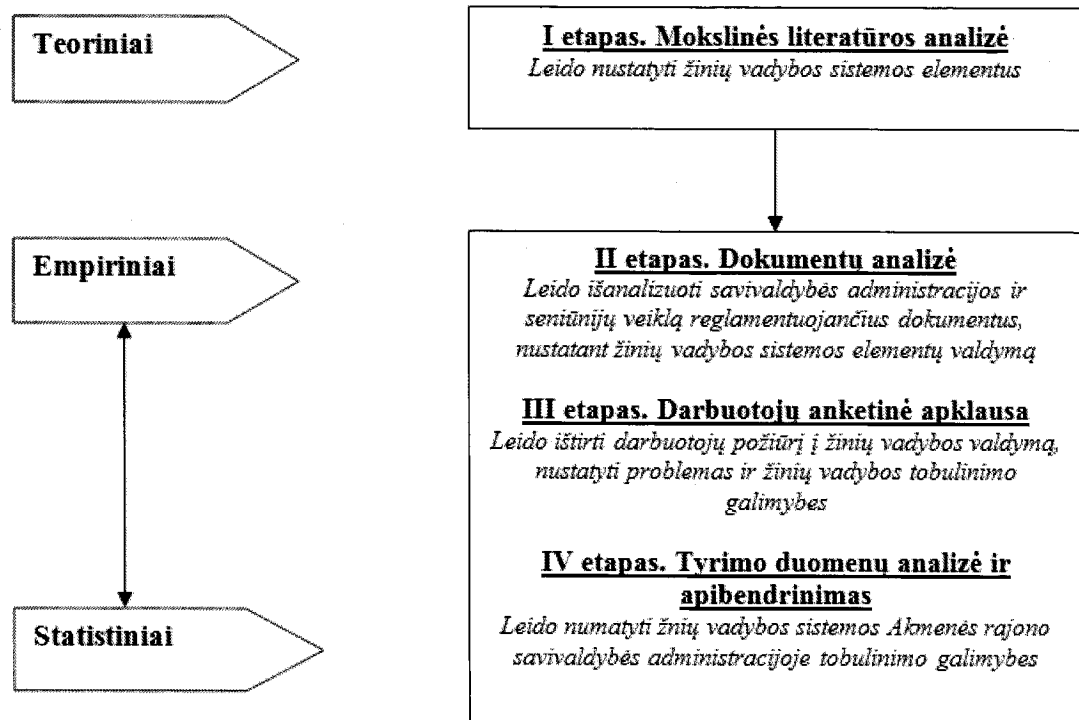 Teoriniai
I etapas. Mokslinės literatūros analizė
Leido nustatyti žinių vadybos sistemos elementus
Empiriniai
II etapas. Dokumentų analizė
Leido išanalizuoti savivaldybės administracijos ir
seniūnijų veiklą reglamentuojančius dokumentus,
nustatant žinių vadybos sistemos elementų valdymą
III etapas. Darbuotojų anketinė apklausa
Leido ištirti darbuotojų požiūrį į žinių vadybos valdymą,
nustatyti problemas ir žinių vadybos tobulinimo
galimybes
IV etapas. Tyrimo duomenų analizė ir
apibendrinimas
Leido numatyti žnių vadybos sistemos Akmenės rajono
savivaldybės administracijoje tobulinimo galimybes
Statistiniai